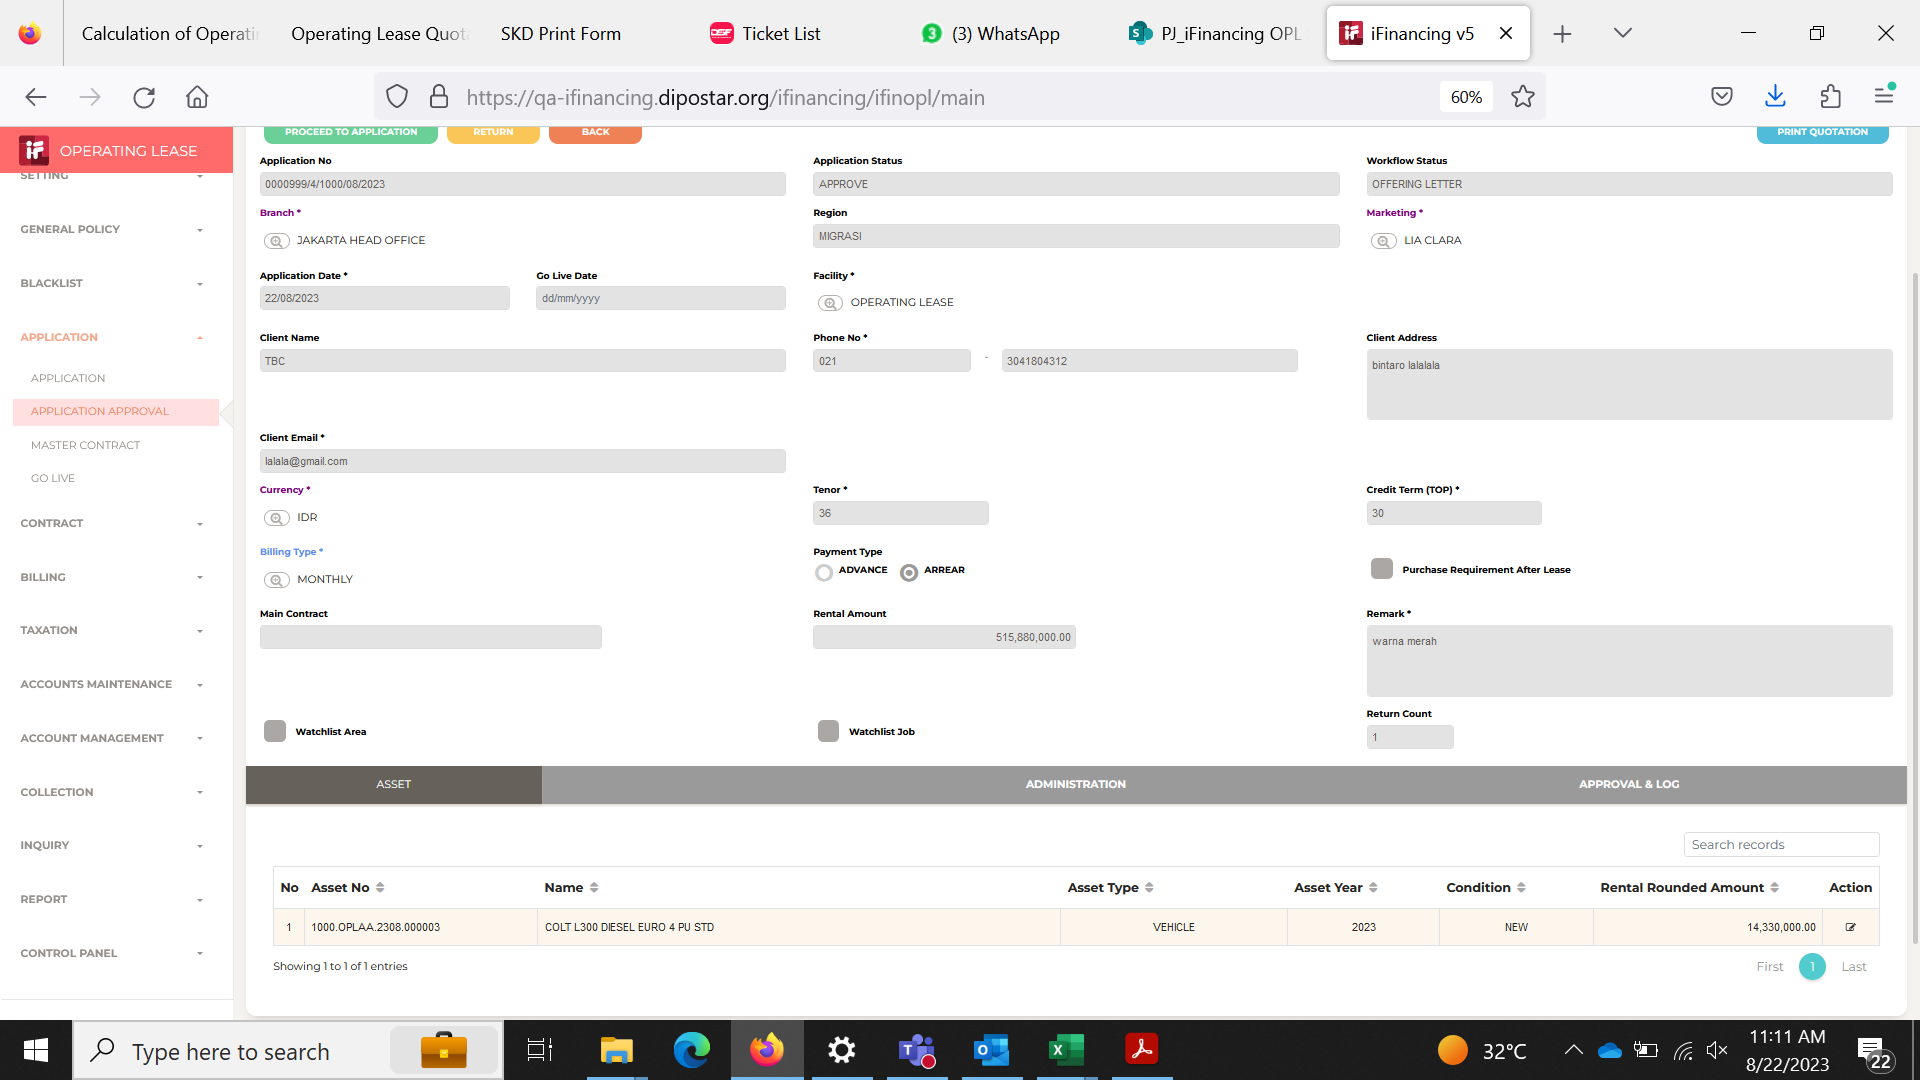 Calculation of Operati
Operating Lease Quota
SKD Print Form
Ticket List
(3) WhatsApp
PJ_iFinancing OPL
iFinancing v5
https://qa-ifinancing.dipostar.org/ifinancing/ifinopl/main
60%
OPERATING LEASE
SETTING
GENERAL POLICY
BLACKLIST
APPLICATION
APPLICATION
APPLICATION APPROVAL
MASTER CONTRACT
GO LIVE
CONTRACT
BILLING
TAXATION
ACCOUNTS MAINTENANCE
ACCOUNT MANAGEMENT
COLLECTION
INQUIRY
REPORT
CONTROL PANEL
PROCEED TO APPLICATION
RETURN
BACK
PRINT QUOTATION
Application No
Application Status
Workflow Status
0000999/4/1000/08/2023
APPROVE
OFFERING LETTER
Branch *
Region
Marketing *
JAKARTA HEAD OFFICE
MIGRASI
LIA CLARA
Application Date *
Go Live Date
Facility *
22/08/2023
dd/mm/yyyy
OPERATING LEASE
Client Name
Phone No *
Client Address
TBC
021 - 3041804312
bintaro lalalala
Client Email *
lalala@gmail.com
Currency *
Tenor *
Credit Term (TOP) *
IDR
36
30
Billing Type *
Payment Type
MONTHLY
ADVANCE
ARREAR
Purchase Requirement After Lease
Main Contract
Rental Amount
Remark *
515,880,000.00
warna merah
Watchlist Area
Watchlist Job
Return Count
1
ASSET
ADMINISTRATION
APPROVAL & LOG
Search records
No Asset No Name Asset Type Asset Year Condition Rental Rounded Amount Action
1 1000.OPLAA.2308.000003 COLT L300 DIESEL EURO 4 PU STD VEHICLE 2023 NEW 14,330,000.00
Showing 1 to 1 of 1 entries
First 1 Last
Type here to search
32°C
11:11 AM
8/22/2023
22